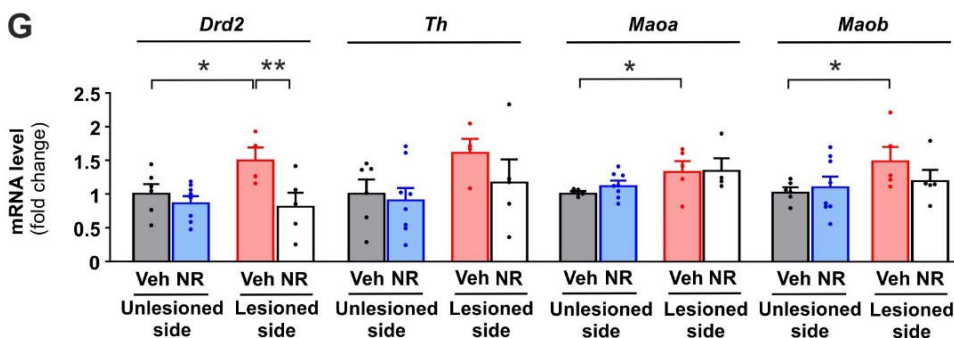 G
Drd2 Th Maoa Maob
* ** * *
mRNA level
(fold change)
2.5
2
1.5
1
0.5
0
Veh NR Veh NR Veh NR Veh NR Veh NR Veh NR Veh NR Veh NR
Unlesioned Lesioned Unlesioned Lesioned Unlesioned Lesioned Unlesioned Lesioned
side side side side side side side side